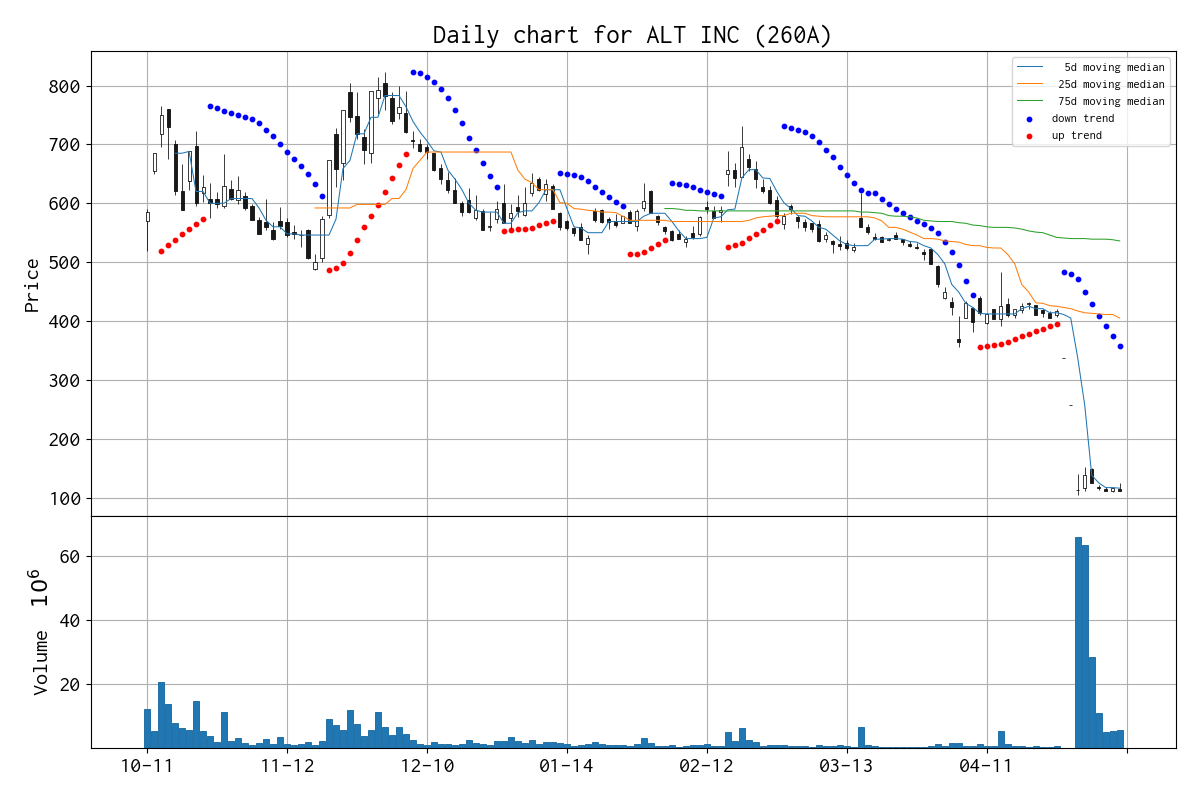 Daily chart for ALT INC (260A)
5d moving median
25d moving median
75d moving median
down trend
up trend
Price
800
700
600
500
400
300
200
100
Volume 10⁶
60
40
20
10-11
11-12
12-10
01-14
02-12
03-13
04-11